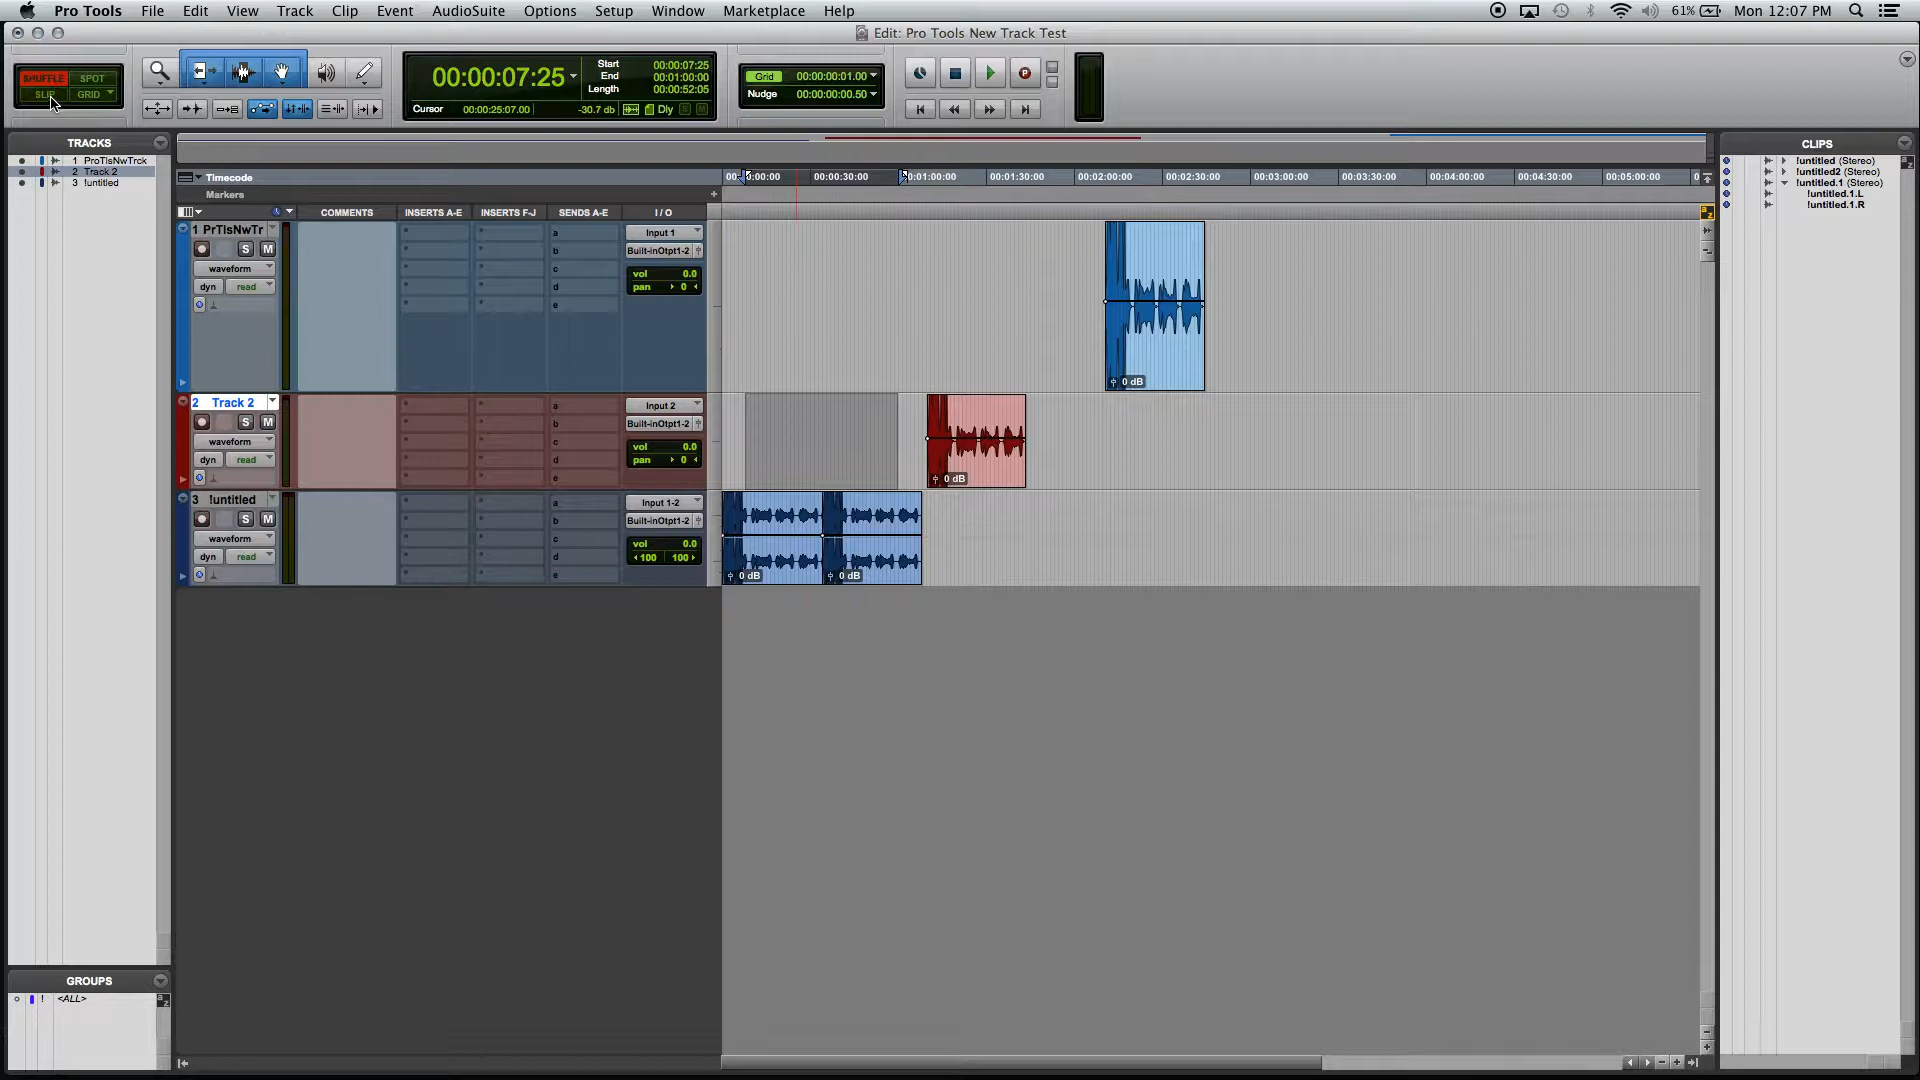 Pro Tools File Edit View Track Clip Event AudioSuite Options Setup Window Marketplace Help 61% Mon 12:07 PM
Edit: Pro Tools New Track Test
SHUFFLE SPOT
SLIP GRID
00:00:07:25
Start 00:00:07:25
End 00:01:00:00
Length 00:00:52:05
Cursor 00:00:25:07.00 -30.7 db Dly S M
Grid 00:00:00:01.00
Nudge 00:00:00:00.50
TRACKS
1 ProTlsNwTrck
2 Track 2
3 !untitled
Timecode
Markers
00:00:30:00 00:01:00:00 00:01:30:00 00:02:00:00 00:02:30:00 00:03:00:00 00:03:30:00 00:04:00:00 00:04:30:00 00:05:00:00
COMMENTS INSERTS A-E INSERTS F-J SENDS A-E I / O
1 PrTlsNwTr
S M
waveform
dyn read
a
b
c
d
e
Input 1
Built-inOtpt1-2
vol 0.0
pan 0
0 dB
2 Track 2
S M
waveform
dyn read
a
b
c
d
e
Input 2
Built-inOtpt1-2
vol 0.0
pan 0
0 dB
3 !untitled
S M
waveform
dyn read
a
b
c
d
e
Input 1-2
Built-inOtpt1-2
vol 0.0
100 100
0 dB 0 dB
CLIPS
!untitled (Stereo)
!untitled2 (Stereo)
!untitled.1 (Stereo)
!untitled.1.L
!untitled.1.R
GROUPS
! <ALL>